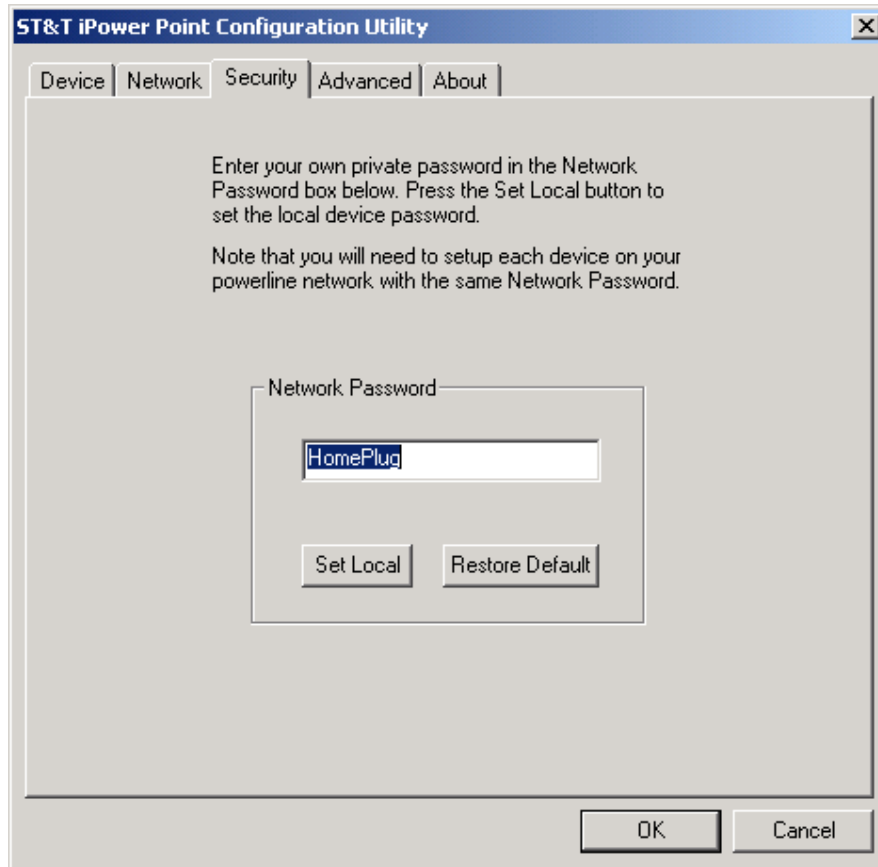 ST&T iPower Point Configuration Utility
Device Network Security Advanced About
Enter your own private password in the Network
Password box below. Press the Set Local button to
set the local device password.
Note that you will need to setup each device on your
powerline network with the same Network Password.
Network Password
HomePlug
Set Local Restore Default
OK Cancel